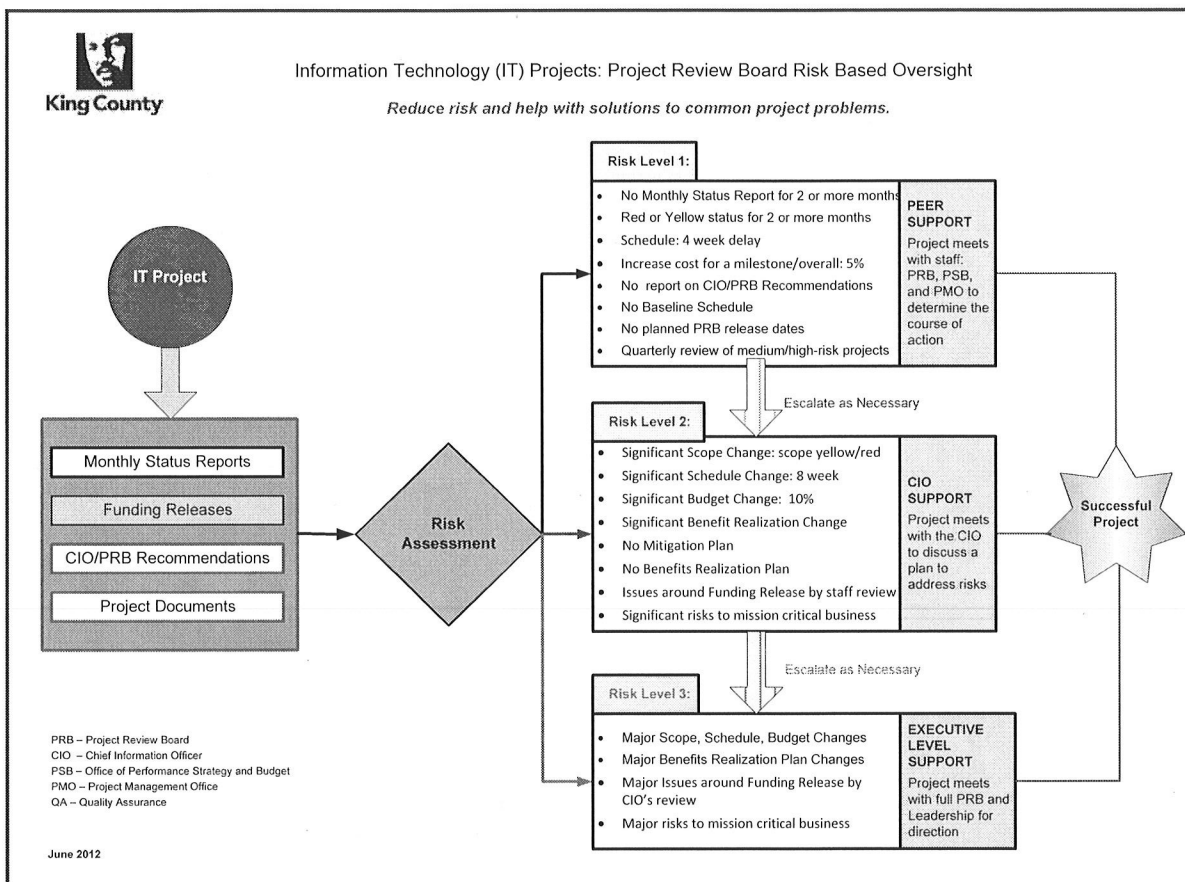 King County
Information Technology (IT) Projects: Project Review Board Risk Based Oversight
Reduce risk and help with solutions to common project problems.
IT Project
Monthly Status Reports
Funding Releases
CIO/PRB Recommendations
Project Documents
Risk
Assessment
Risk Level 1:
• No Monthly Status Report for 2 or more months
• Red or Yellow status for 2 or more months
• Schedule: 4 week delay
• Increase cost for a milestone/overall: 5%
• No report on CIO/PRB Recommendations
• No Baseline Schedule
• No planned PRB release dates
• Quarterly review of medium/high-risk projects
PEER
SUPPORT
Project meets
with staff:
PRB, PSB,
and PMO to
determine the
course of
action
Escalate as Necessary
Risk Level 2:
• Significant Scope Change: scope yellow/red
• Significant Schedule Change: 8 week
• Significant Budget Change: 10%
• Significant Benefit Realization Change
• No Mitigation Plan
• No Benefits Realization Plan
• Issues around Funding Release by staff review
• Significant risks to mission critical business
CIO
SUPPORT
Project meets
with the CIO
to discuss a
plan to
address risks
Escalate as Necessary
Risk Level 3:
• Major Scope, Schedule, Budget Changes
• Major Benefits Realization Plan Changes
• Major Issues around Funding Release by
CIO's review
• Major risks to mission critical business
EXECUTIVE
LEVEL
SUPPORT
Project meets
with full PRB and
Leadership for
direction
Successful
Project
PRB – Project Review Board
CIO – Chief Information Officer
PSB – Office of Performance Strategy and Budget
PMO – Project Management Office
QA – Quality Assurance
June 2012